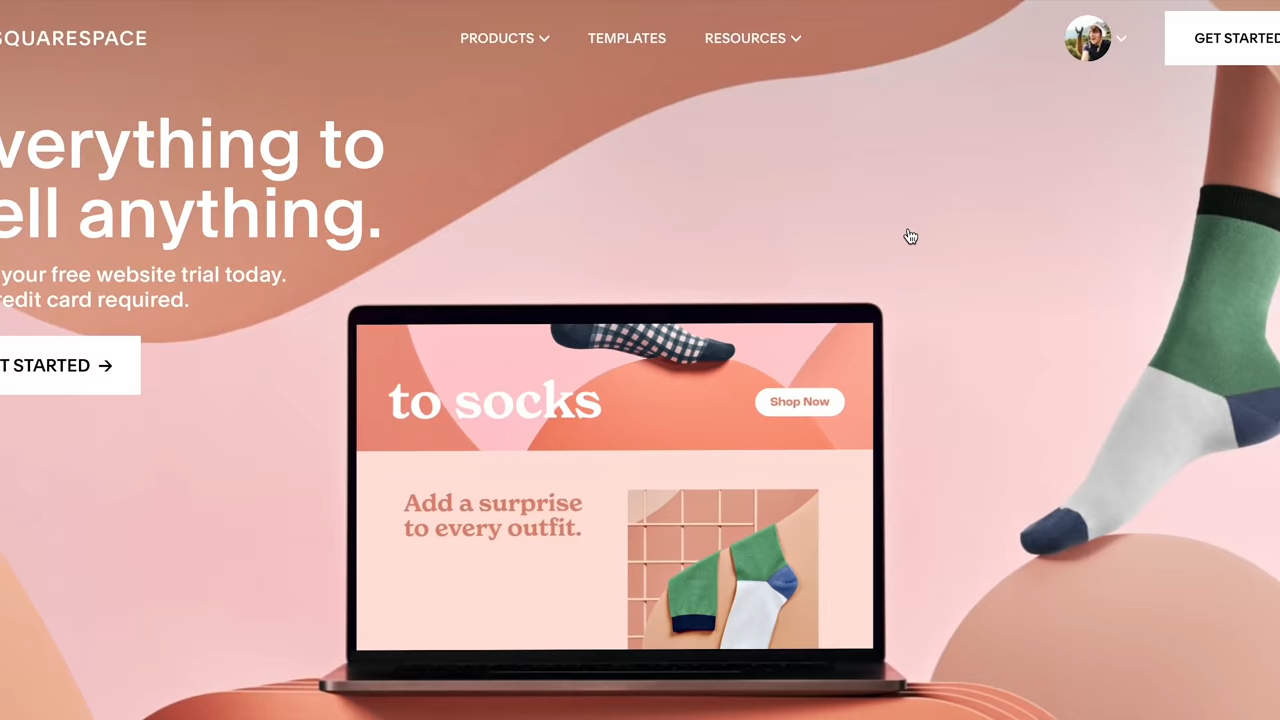 SQUARESPACE
PRODUCTS
TEMPLATES
RESOURCES
GET STARTED
verything to
ell anything.
your free website trial today.
redit card required.
T STARTED →
to socks
Shop Now
Add a surprise
to every outfit.